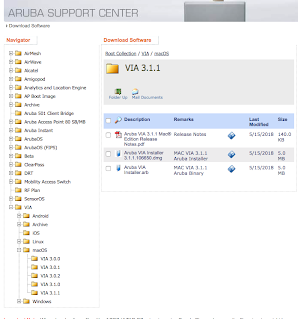 ARUBA SUPPORT CENTER
Download Software
Navigator
AirMesh
AirWave
Alcatel
Amigopod
Analytics and Location Engine
AP Boot Image
Archive
Aruba 501 Client Bridge
Aruba Access Point 80 SB/MB
Aruba Instant
ArubaOS
ArubaOS (FIPS)
Beta
ClearPass
ORT
Mobility Access Switch
RF Plan
SensorOS
VIA
Android
Archive
iOS
Linux
macOS
VIA 3.0.0
VIA 3.0.1
VIA 3.0.2
VIA 3.1.0
VIA 3.1.1
Windows
Download Software
Root Collection / VIA / macOS
VIA 3.1.1
Folder Up
Mail Documents
Description Remarks Last Modified Size
Aruba VIA 3.1.1 MacOS Edition Release Notes.pdf Release Notes 5/15/2018 140.0 KB
Aruba VIA Installer 3.1.1.dmg MAC VIA 3.1.1 Aruba Installer 5/15/2018 5.0 MB
Aruba VIA Installer MAC VIA 3.1.1 Aruba Binary 5/15/2018 5.0 MB